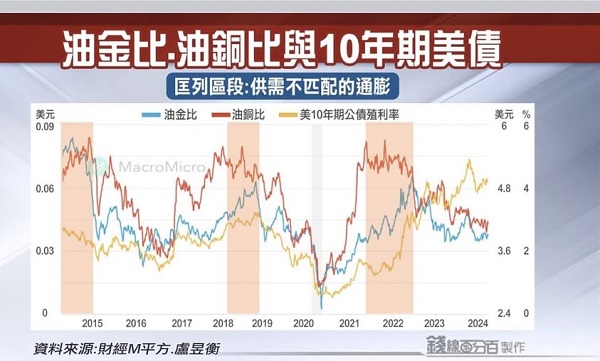 油金比.油銅比與10年期美債
匡列區段:供需不匹配的通膨
美元 油金比 油銅比 美10年期公債殖利率 美元 %
0.09 6 6
MacroMicro
0.06 4.8 4
0.03 3.6 2
0 2.4 0
2015 2016 2017 2018 2019 2020 2021 2022 2023 2024
資料來源:財經M平方.盧昱衡
錢線百分百 製作